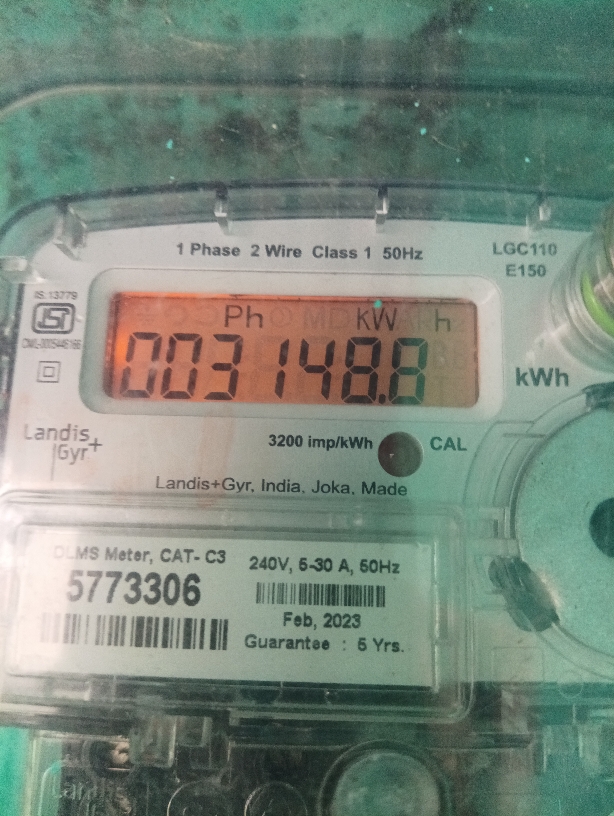 1 Phase 2 Wire Class 1 50Hz
LGC110
E150
IS:13779
ISI
Ph kW h
003148.8
kWh
Landis+
Gyr
3200 imp/kWh CAL
Landis+Gyr, India, Joka, Made
DLMS Meter, CAT- C3
5773306
240V, 5-30 A, 50Hz
Feb, 2023
Guarantee : 5 Yrs.
Landis